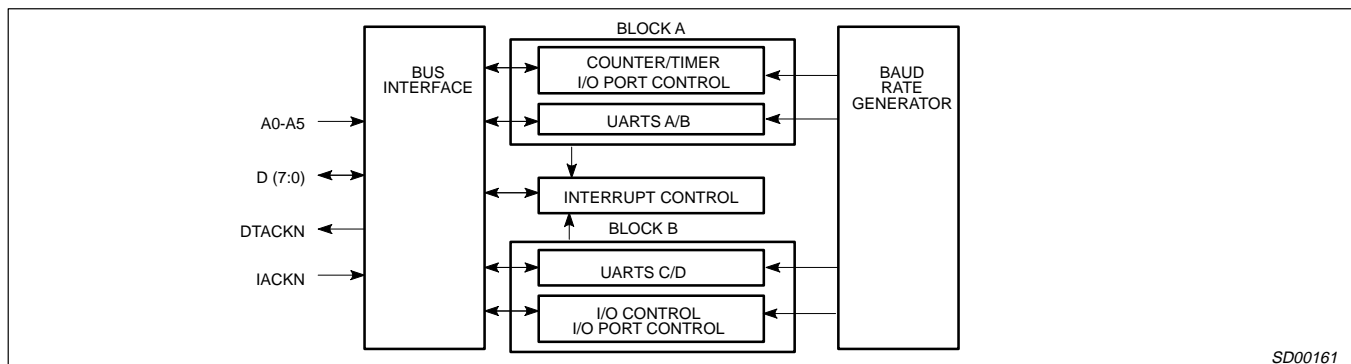 BLOCK A
BUS
INTERFACE
COUNTER/TIMER
I/O PORT CONTROL
BAUD
RATE
GENERATOR
A0-A5
UARTS A/B
D (7:0)
INTERRUPT CONTROL
DTACKN
BLOCK B
IACKN
UARTS C/D
I/O CONTROL
I/O PORT CONTROL
SD00161